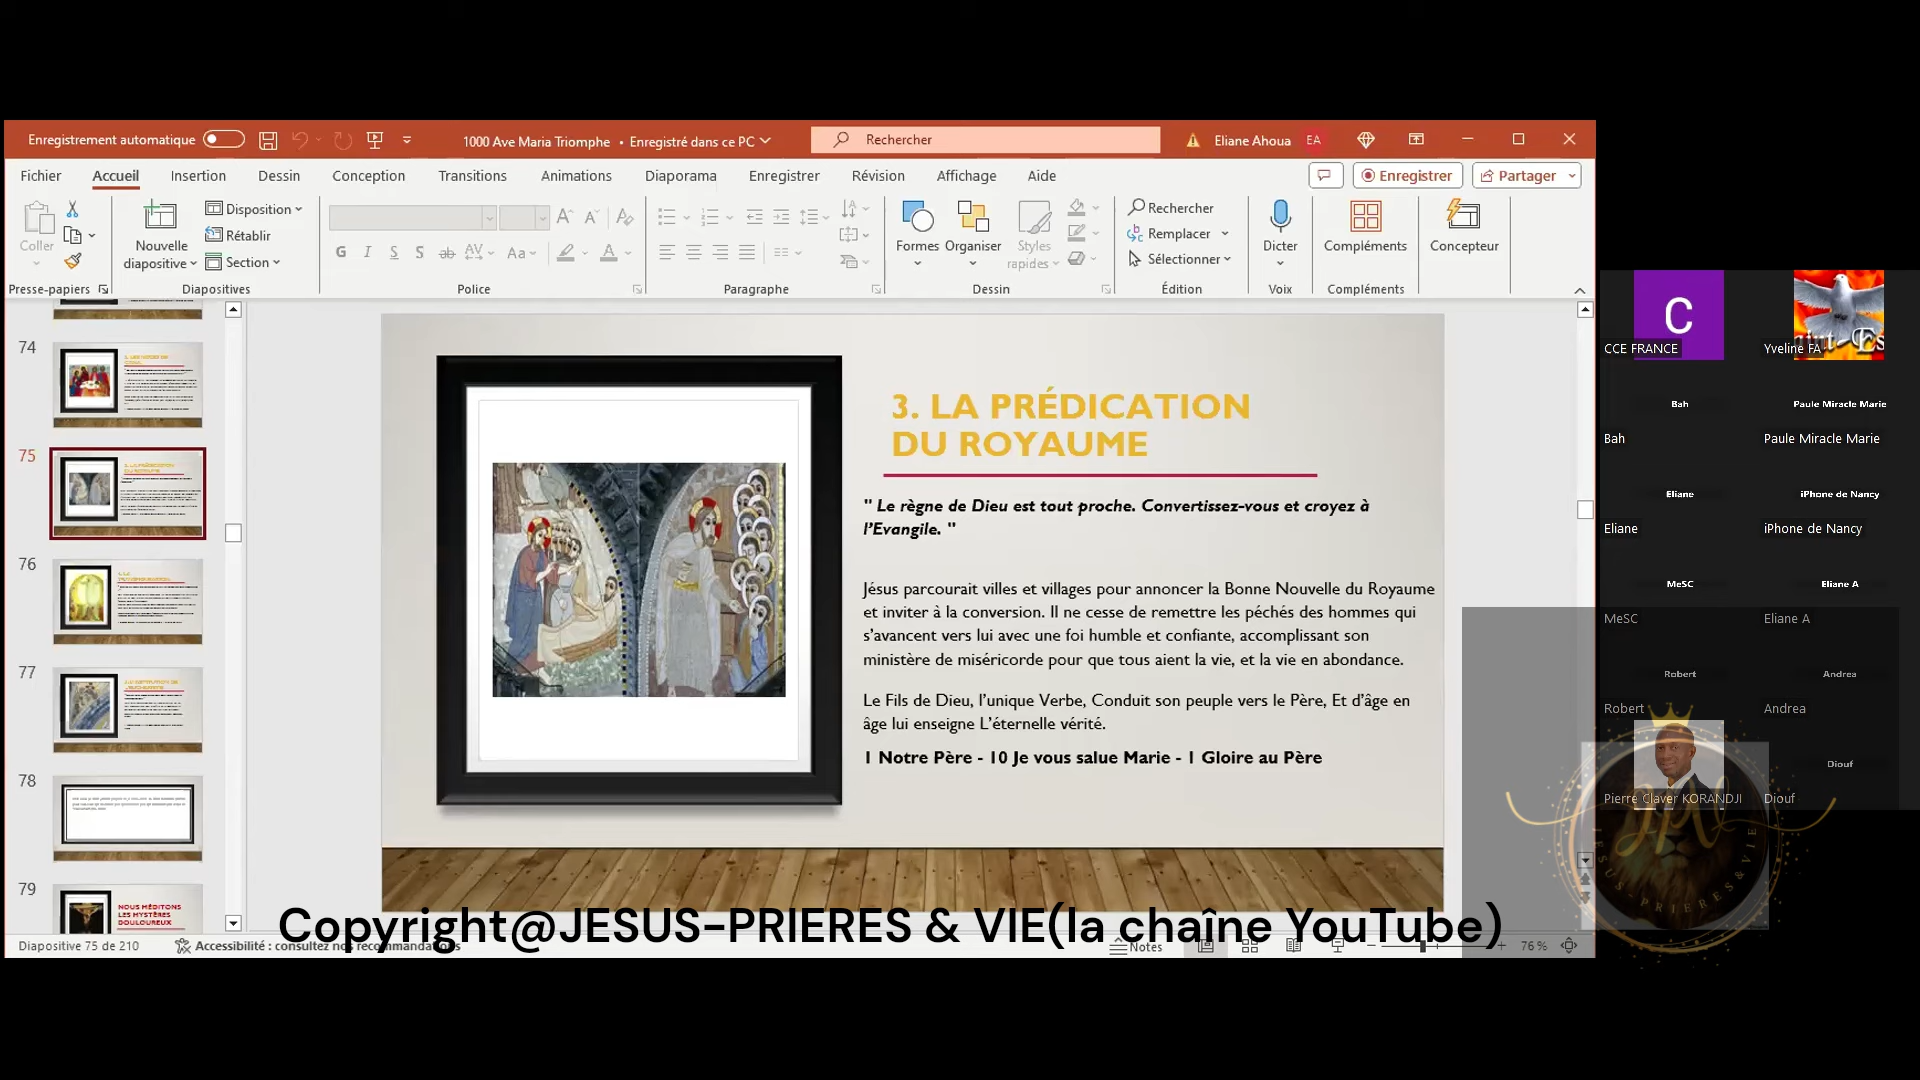 Enregistrement automatique
1000 Ave Maria Triomphe • Enregistré dans ce PC
Rechercher
Eliane Ahoua EA
Fichier Accueil Insertion Dessin Conception Transitions Animations Diaporama Enregistrer Révision Affichage Aide
Enregistrer
Partager
Coller
Nouvelle
diapositive
Disposition
Rétablir
Section
G I S S ab AV Aa A
Formes
Organiser
Styles
rapides
Rechercher
Remplacer
Sélectionner
Dicter
Compléments
Concepteur
Presse-papiers Diapositives Police Paragraphe Dessin Édition Voix Compléments
74
75
76
77
78
79
NOUS MÉDITONS
LES MYSTÈRES
DOULOUREUX
3. LA PRÉDICATION
DU ROYAUME
" Le règne de Dieu est tout proche. Convertissez-vous et croyez à
l’Evangile. "
Jésus parcourait villes et villages pour annoncer la Bonne Nouvelle du Royaume
et inviter à la conversion. Il ne cesse de remettre les péchés des hommes qui
s’avancent vers lui avec une foi humble et confiante, accomplissant son
ministère de miséricorde pour que tous aient la vie, et la vie en abondance.
Le Fils de Dieu, l’unique Verbe, Conduit son peuple vers le Père, Et d’âge en
âge lui enseigne L’éternelle vérité.
1 Notre Père - 10 Je vous salue Marie - 1 Gloire au Père
Diapositive 75 de 210
Accessibilité : consultez nos recommandations
Notes
76 %
Copyright@JESUS-PRIERES & VIE(la chaîne YouTube)
C
CCE FRANCE
Yveline FA
Bah
Bah
Paule Miracle Marie
Paule Miracle Marie
Eliane
Eliane
iPhone de Nancy
iPhone de Nancy
MeSC
MeSC
Eliane A
Eliane A
Robert
Robert
Andrea
Andrea
Pierre Claver KORANDJI
Diouf
Diouf
JESUS-PRIERES & VIE